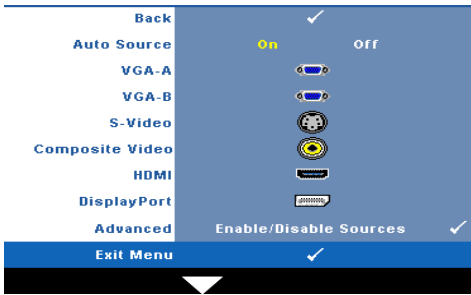 Back
Auto Source On Off
VGA-A
VGA-B
S-Video
Composite Video
HDMI
DisplayPort
Advanced Enable/Disable Sources
Exit Menu